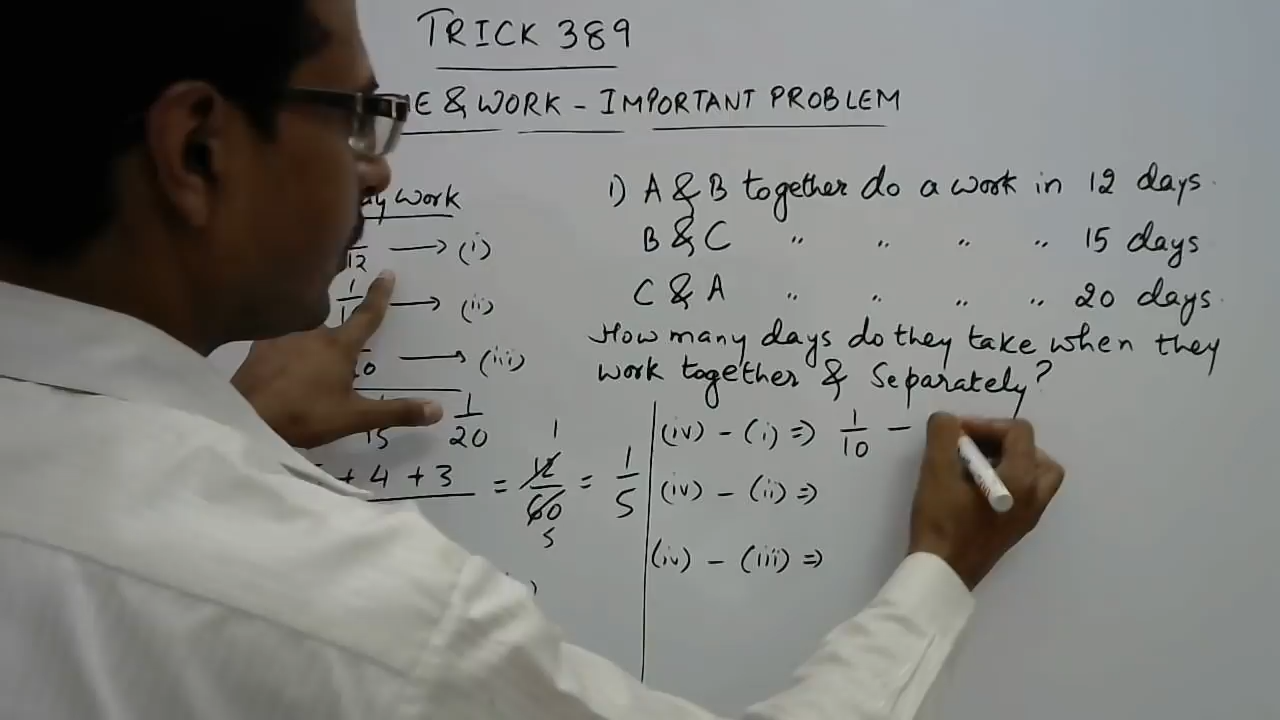 TRICK 389
E & WORK - IMPORTANT PROBLEM
ay Work
12 → (i)
1 → (ii)
→ (iii)
15 1/20
+ 4 + 3 = 12/60 = 1/5
1
5
1) A & B together do a work in 12 days.
B & C " " " " 15 days
C & A " " " " 20 days.
How many days do they take when they
work together & Separately?
(iv) - (i) ⇒ 1/10 -
(iv) - (ii) ⇒
(iv) - (iii) ⇒